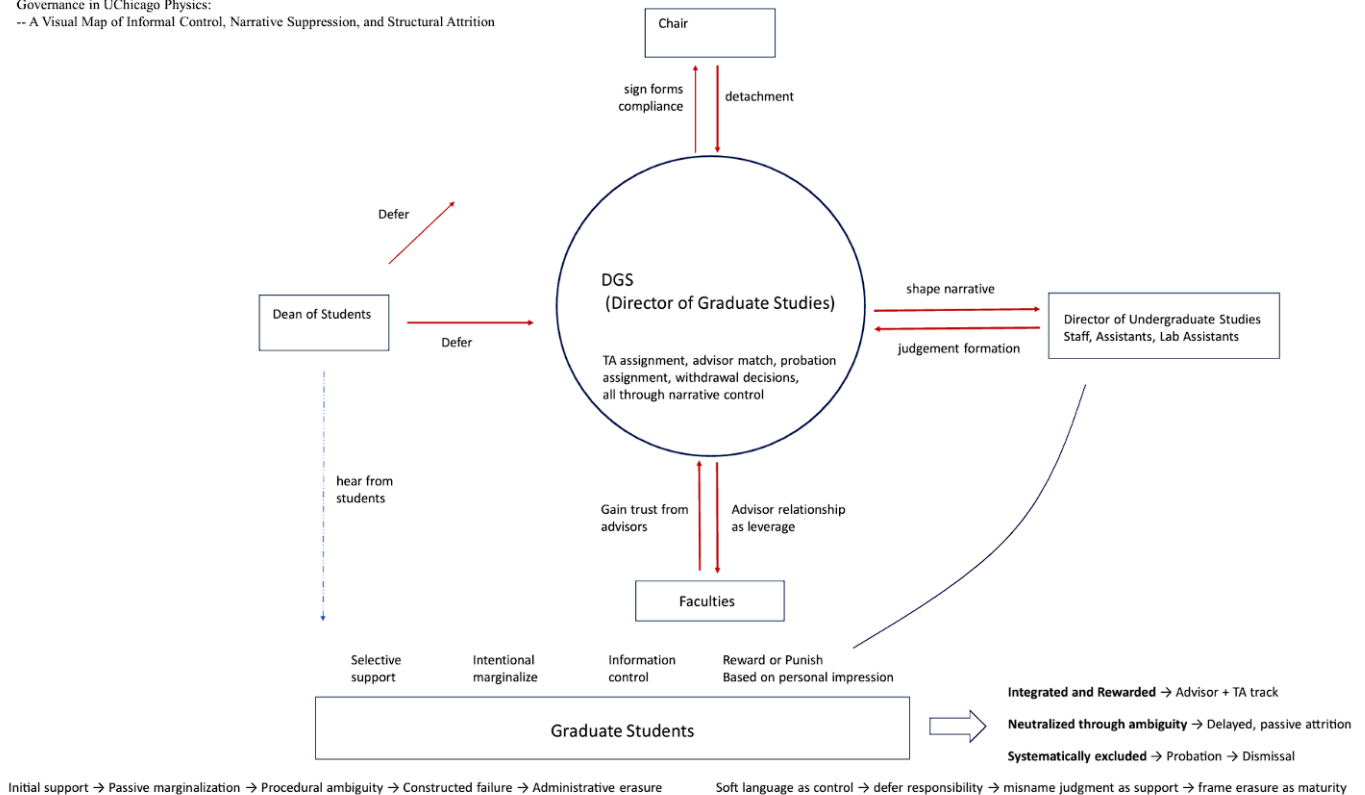 Governance in UChicago Physics:
-- A Visual Map of Informal Control, Narrative Suppression, and Structural Attrition
Chair
sign forms
compliance
detachment
Defer
Dean of Students
Defer
DGS
(Director of Graduate Studies)
TA assignment, advisor match, probation
assignment, withdrawal decisions,
all through narrative control
shape narrative
judgement formation
Director of Undergraduate Studies
Staff, Assistants, Lab Assistants
hear from
students
Gain trust from
advisors
Advisor relationship
as leverage
Faculties
Selective
support
Intentional
marginalize
Information
control
Reward or Punish
Based on personal impression
Graduate Students
Integrated and Rewarded → Advisor + TA track
Neutralized through ambiguity → Delayed, passive attrition
Systematically excluded → Probation → Dismissal
Initial support → Passive marginalization → Procedural ambiguity → Constructed failure → Administrative erasure
Soft language as control → defer responsibility → misname judgment as support → frame erasure as maturity